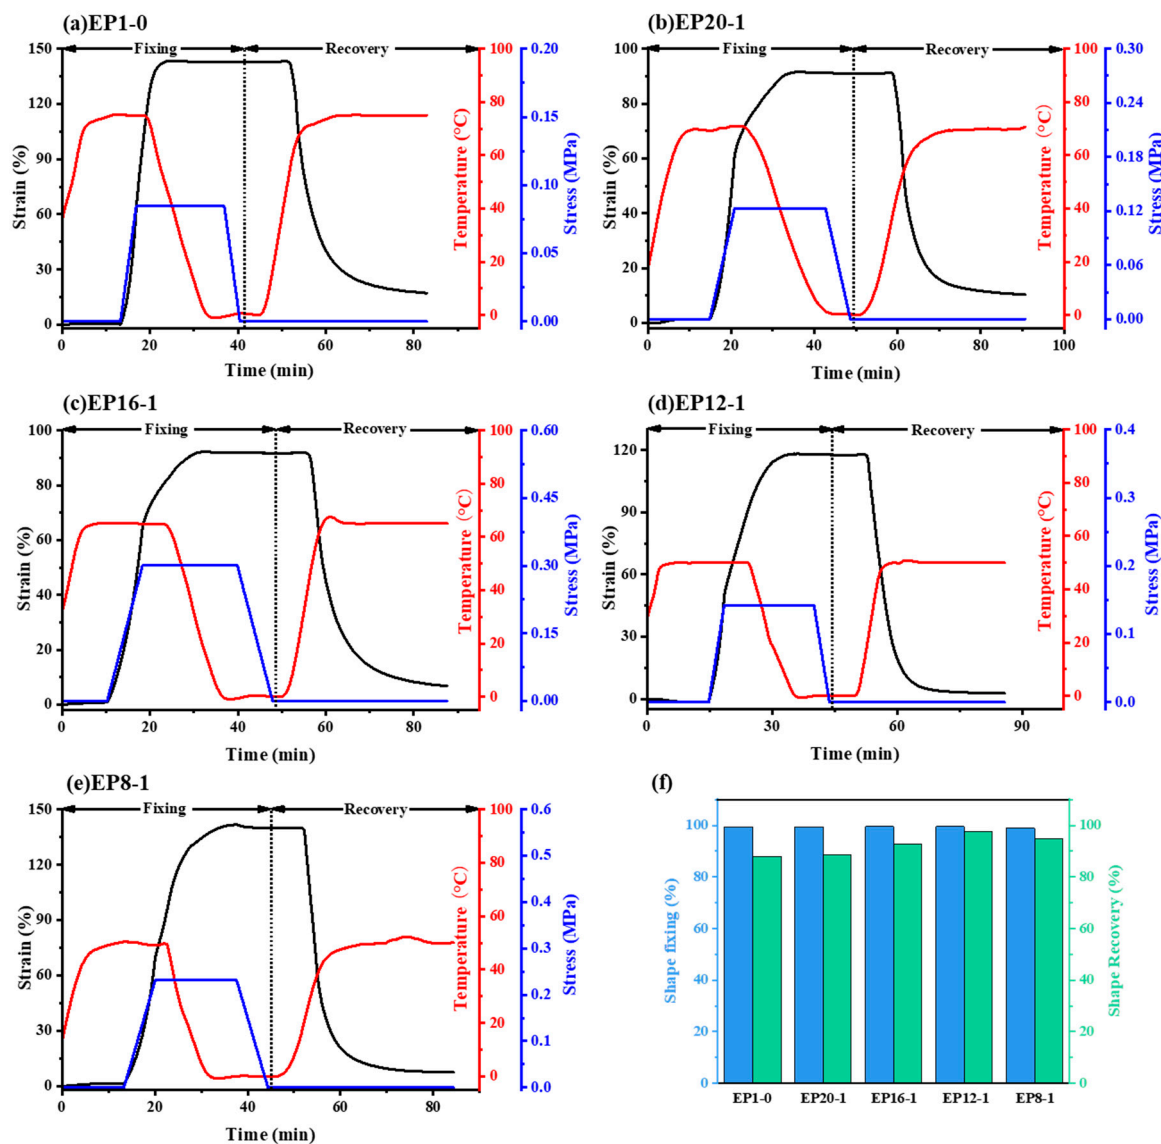 (a)EP1-0
Fixing
Recovery
Strain (%)
150
120
90
60
30
0
Temperature (°C)
100
80
60
40
20
0
Stress (MPa)
0.20
0.15
0.10
0.05
0.00
0 20 40 60 80
Time (min)
(b)EP20-1
Fixing
Recovery
Strain (%)
100
80
60
40
20
0
Temperature (°C)
100
80
60
40
20
0
Stress (MPa)
0.30
0.24
0.18
0.12
0.06
0.00
0 20 40 60 80 100
Time (min)
(c)EP16-1
Fixing
Recovery
Strain (%)
100
80
60
40
20
0
Temperature (°C)
100
80
60
40
20
0
Stress (MPa)
0.60
0.45
0.30
0.15
0.00
0 20 40 60 80
Time (min)
(d)EP12-1
Fixing
Recovery
Strain (%)
120
90
60
30
0
Temperature (°C)
100
80
60
40
20
0
Stress (MPa)
0.4
0.3
0.2
0.1
0.0
0 30 60 90
Time (min)
(e)EP8-1
Fixing
Recovery
Strain (%)
150
120
90
60
30
0
Temperature (°C)
100
80
60
40
20
0
Stress (MPa)
0.6
0.5
0.4
0.3
0.2
0.1
0.0
0 20 40 60 80
Time (min)
(f)
Shape fixing (%)
100
80
60
40
20
0
Shape Recovery (%)
100
80
60
40
20
0
EP1-0 EP20-1 EP16-1 EP12-1 EP8-1